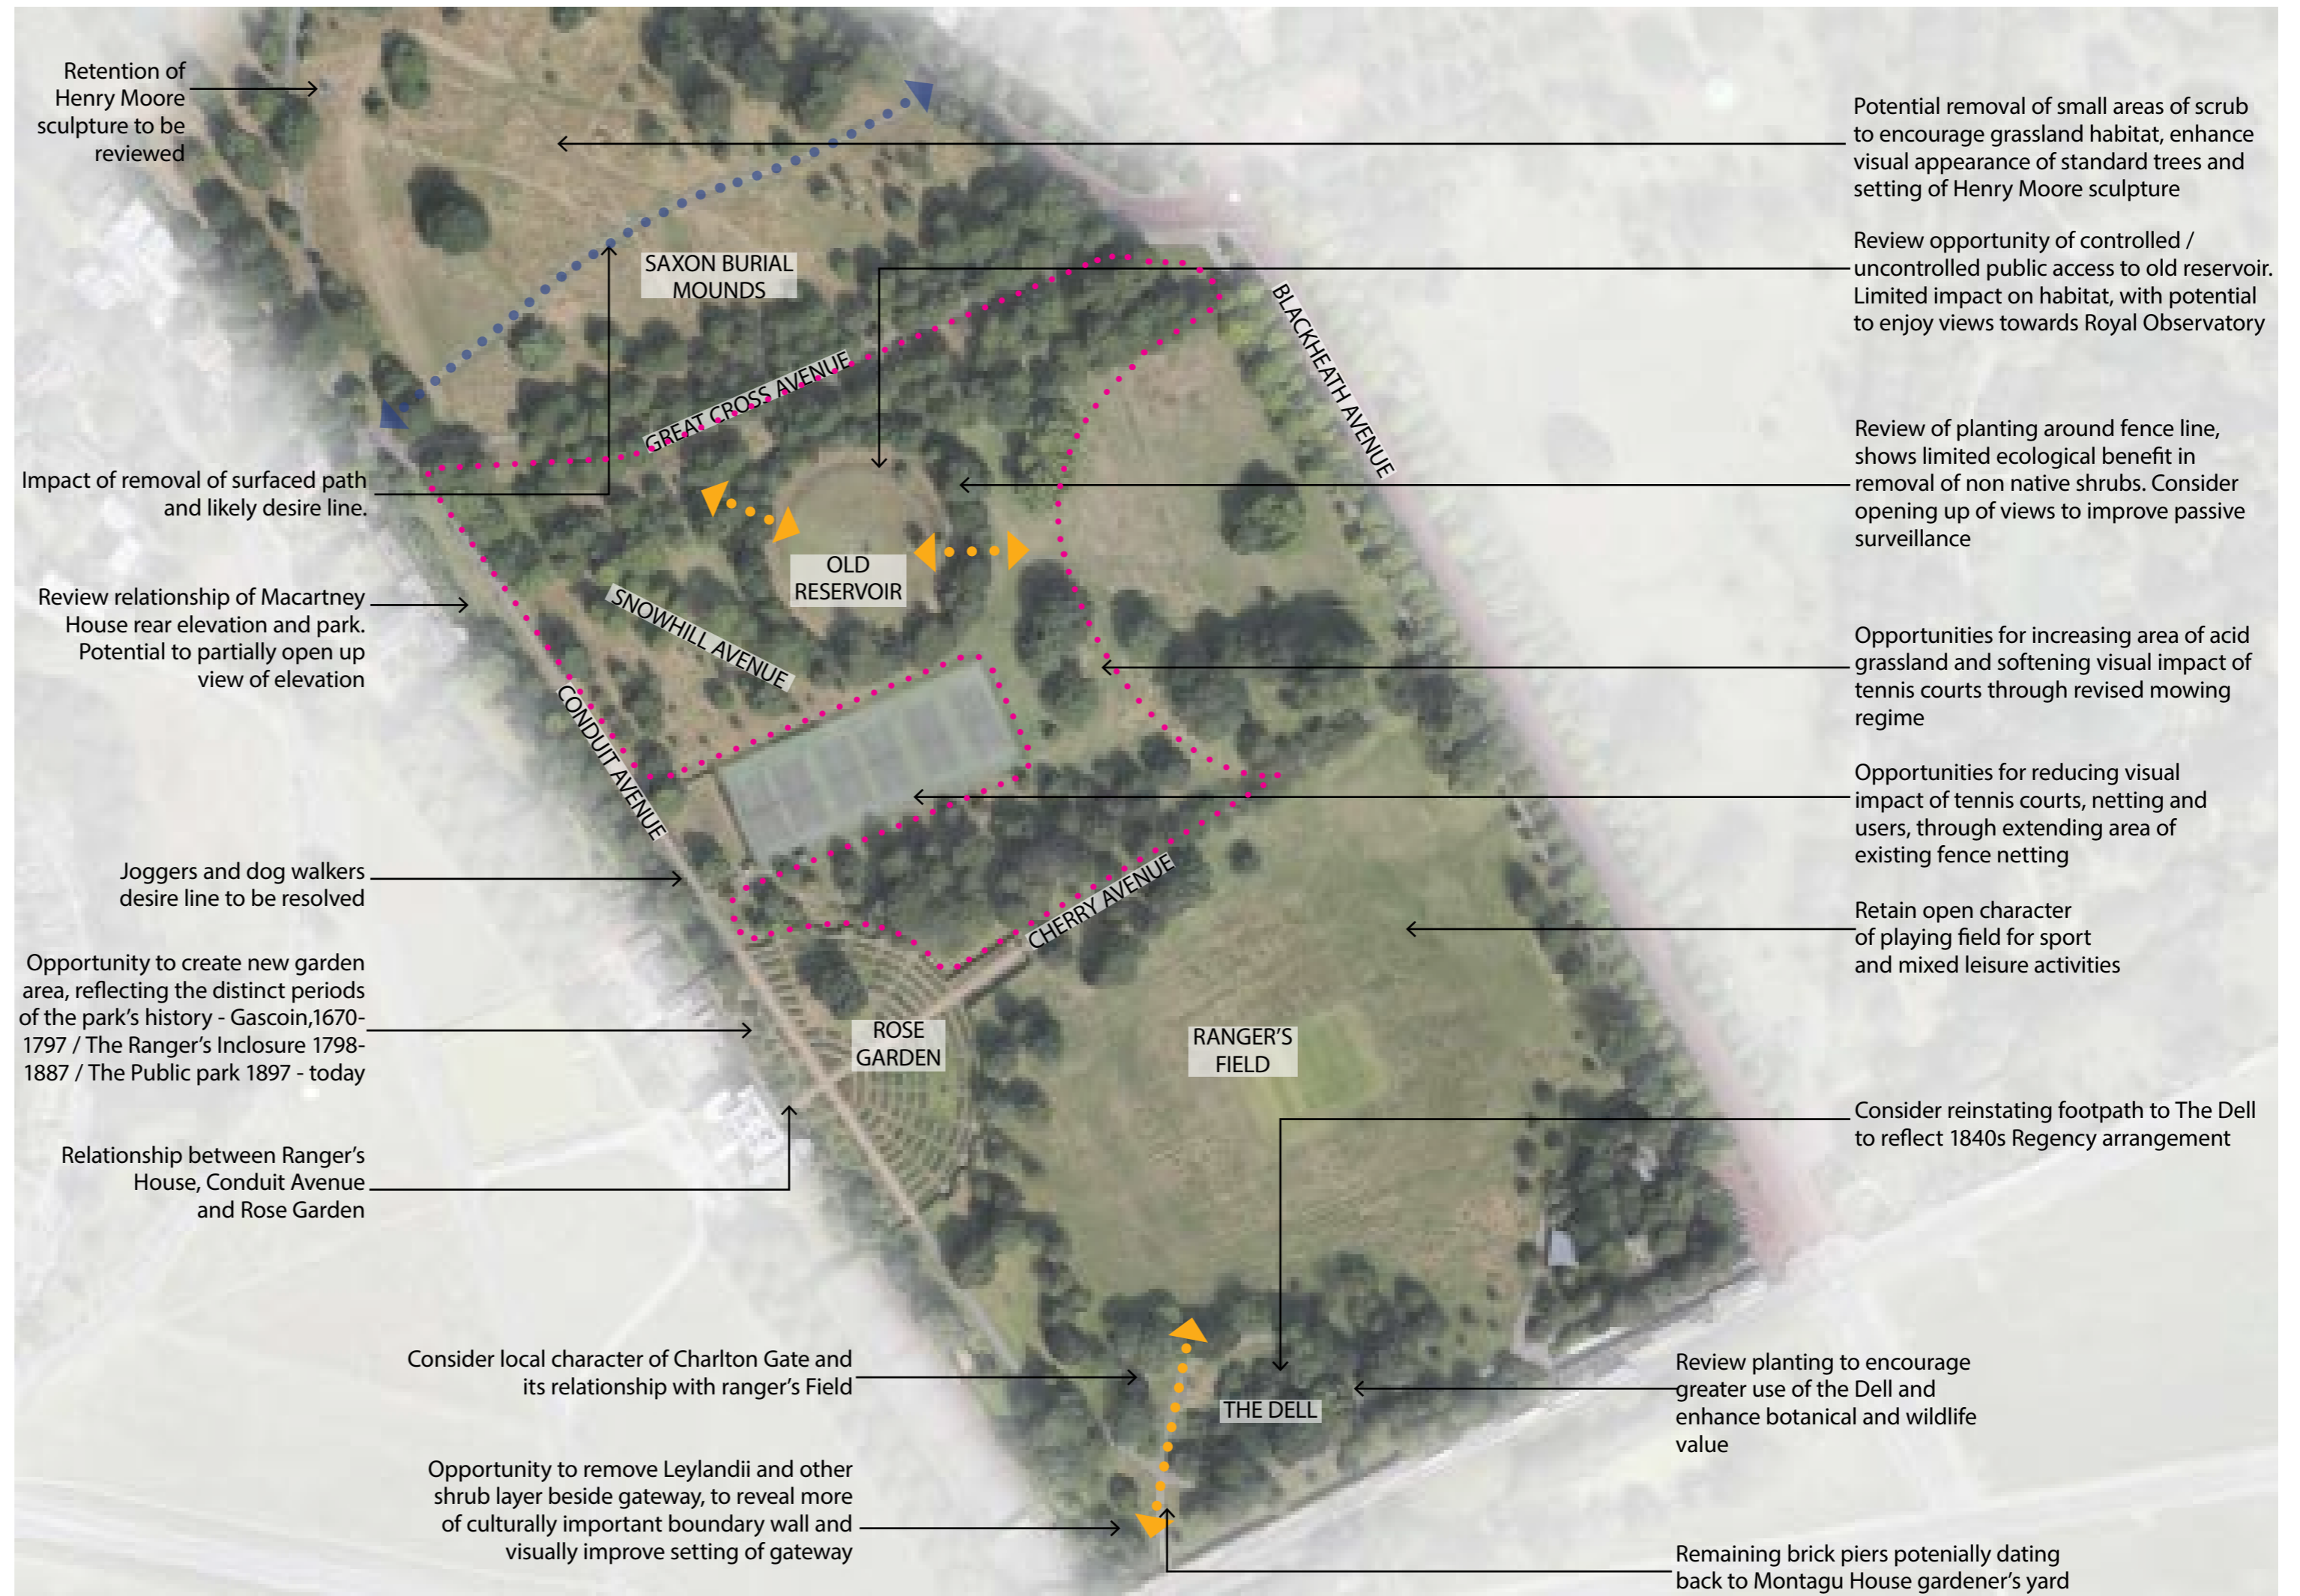 Retention of
Henry Moore
sculpture to be
reviewed
Impact of removal of surfaced path
and likely desire line.
Review relationship of Macartney
House rear elevation and park.
Potential to partially open up
view of elevation
Joggers and dog walkers
desire line to be resolved
Opportunity to create new garden
area, reflecting the distinct periods
of the park's history - Gascoin,1670-
1797 / The Ranger's Inclosure 1798-
1887 / The Public park 1897 - today
Relationship between Ranger's
House, Conduit Avenue
and Rose Garden
Consider local character of Charlton Gate and
its relationship with ranger's Field
Opportunity to remove Leylandii and other
shrub layer beside gateway, to reveal more
of culturally important boundary wall and
visually improve setting of gateway
SAXON BURIAL
MOUNDS
GREAT CROSS AVENUE
BLACKHEATH AVENUE
OLD
RESERVOIR
SNOWHILL AVENUE
CONDUIT AVENUE
CHERRY AVENUE
ROSE
GARDEN
RANGER'S
FIELD
THE DELL
Potential removal of small areas of scrub
to encourage grassland habitat, enhance
visual appearance of standard trees and
setting of Henry Moore sculpture
Review opportunity of controlled /
uncontrolled public access to old reservoir.
Limited impact on habitat, with potential
to enjoy views towards Royal Observatory
Review of planting around fence line,
shows limited ecological benefit in
removal of non native shrubs. Consider
opening up of views to improve passive
surveillance
Opportunities for increasing area of acid
grassland and softening visual impact of
tennis courts through revised mowing
regime
Opportunities for reducing visual
impact of tennis courts, netting and
users, through extending area of
existing fence netting
Retain open character
of playing field for sport
and mixed leisure activities
Consider reinstating footpath to The Dell
to reflect 1840s Regency arrangement
Review planting to encourage
greater use of the Dell and
enhance botanical and wildlife
value
Remaining brick piers potenially dating
back to Montagu House gardener's yard